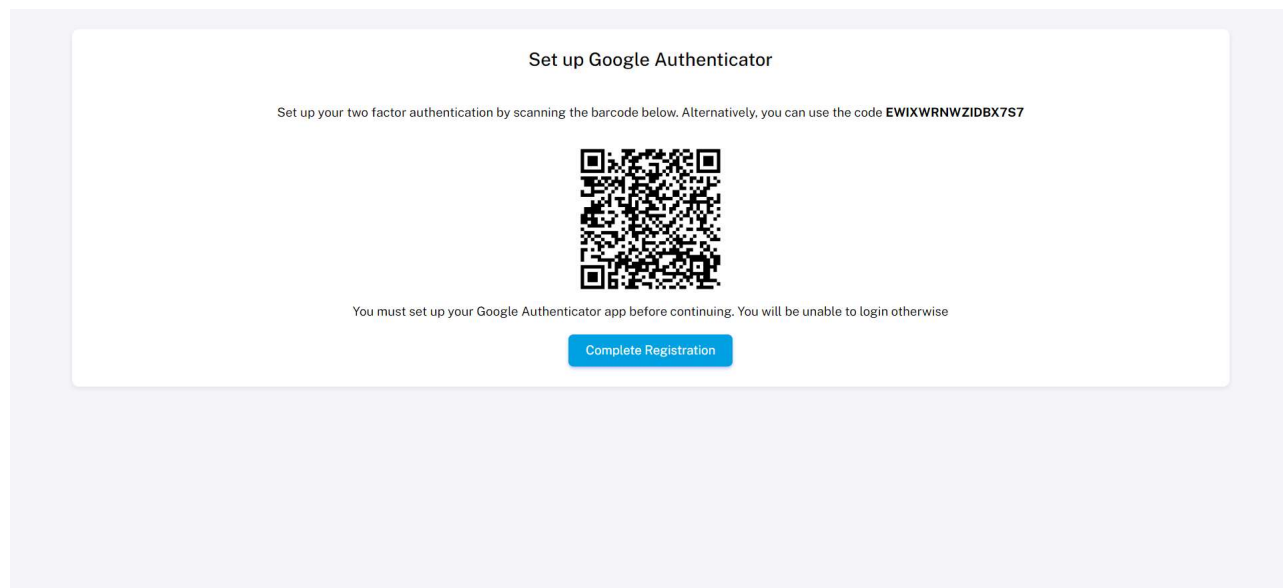 Set up Google Authenticator
Set up your two factor authentication by scanning the barcode below. Alternatively, you can use the code EWIXWRNWZIDBX7S7
You must set up your Google Authenticator app before continuing. You will be unable to login otherwise
Complete Registration